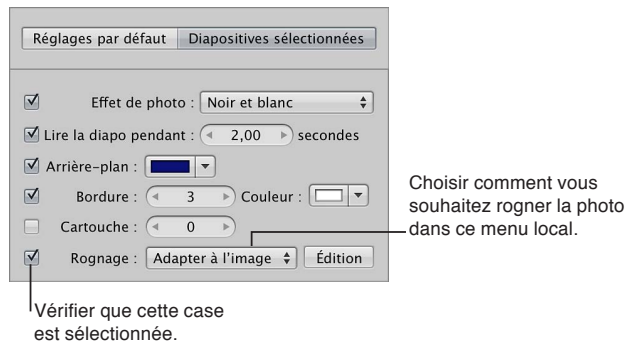 Réglages par défaut Diapositives sélectionnées
Effet de photo : Noir et blanc
Lire la diapo pendant : 2,00 secondes
Arrière-plan :
Bordure : 3 Couleur :
Cartouche : 0
Rognage : Adapter à l'image Édition
Choisir comment vous
souhaitez rogner la photo
dans ce menu local.
Vérifier que cette case
est sélectionnée.